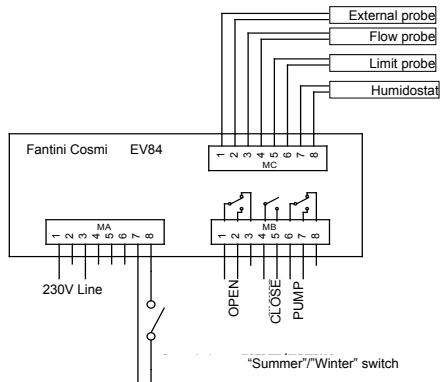 External probe
Flow probe
Limit probe
Humidostat
1 2 3 4 5 6 7 8
MC
Fantini Cosmi EV84
MA
1 2 3 4 5 6 7 8
MB
1 2 3 4 5 6 7 8
230V Line
OPEN
CLOSE
PUMP
"Summer"/"Winter" switch